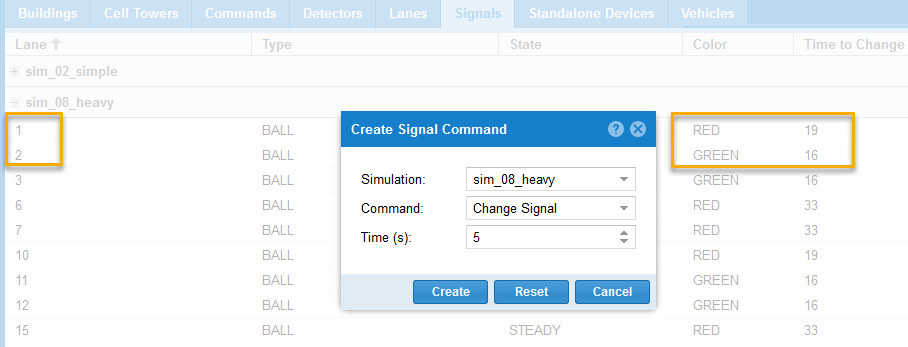 Buildings Cell Towers Commands Detectors Lanes Signals Standalone Devices Vehicles
Lane Type State Color Time to Change
sim_02_simple
sim_08_heavy
Create Signal Command
1 BALL RED 19
2 BALL GREEN 16
Simulation: sim_08_heavy
3 BALL GREEN 16
Command: Change Signal
6 BALL RED 33
7 BALL RED 33
Time (s): 5
10 BALL RED 19
11 BALL GREEN 16
Create Reset Cancel
12 BALL GREEN 16
15 BALL STEADY RED 33